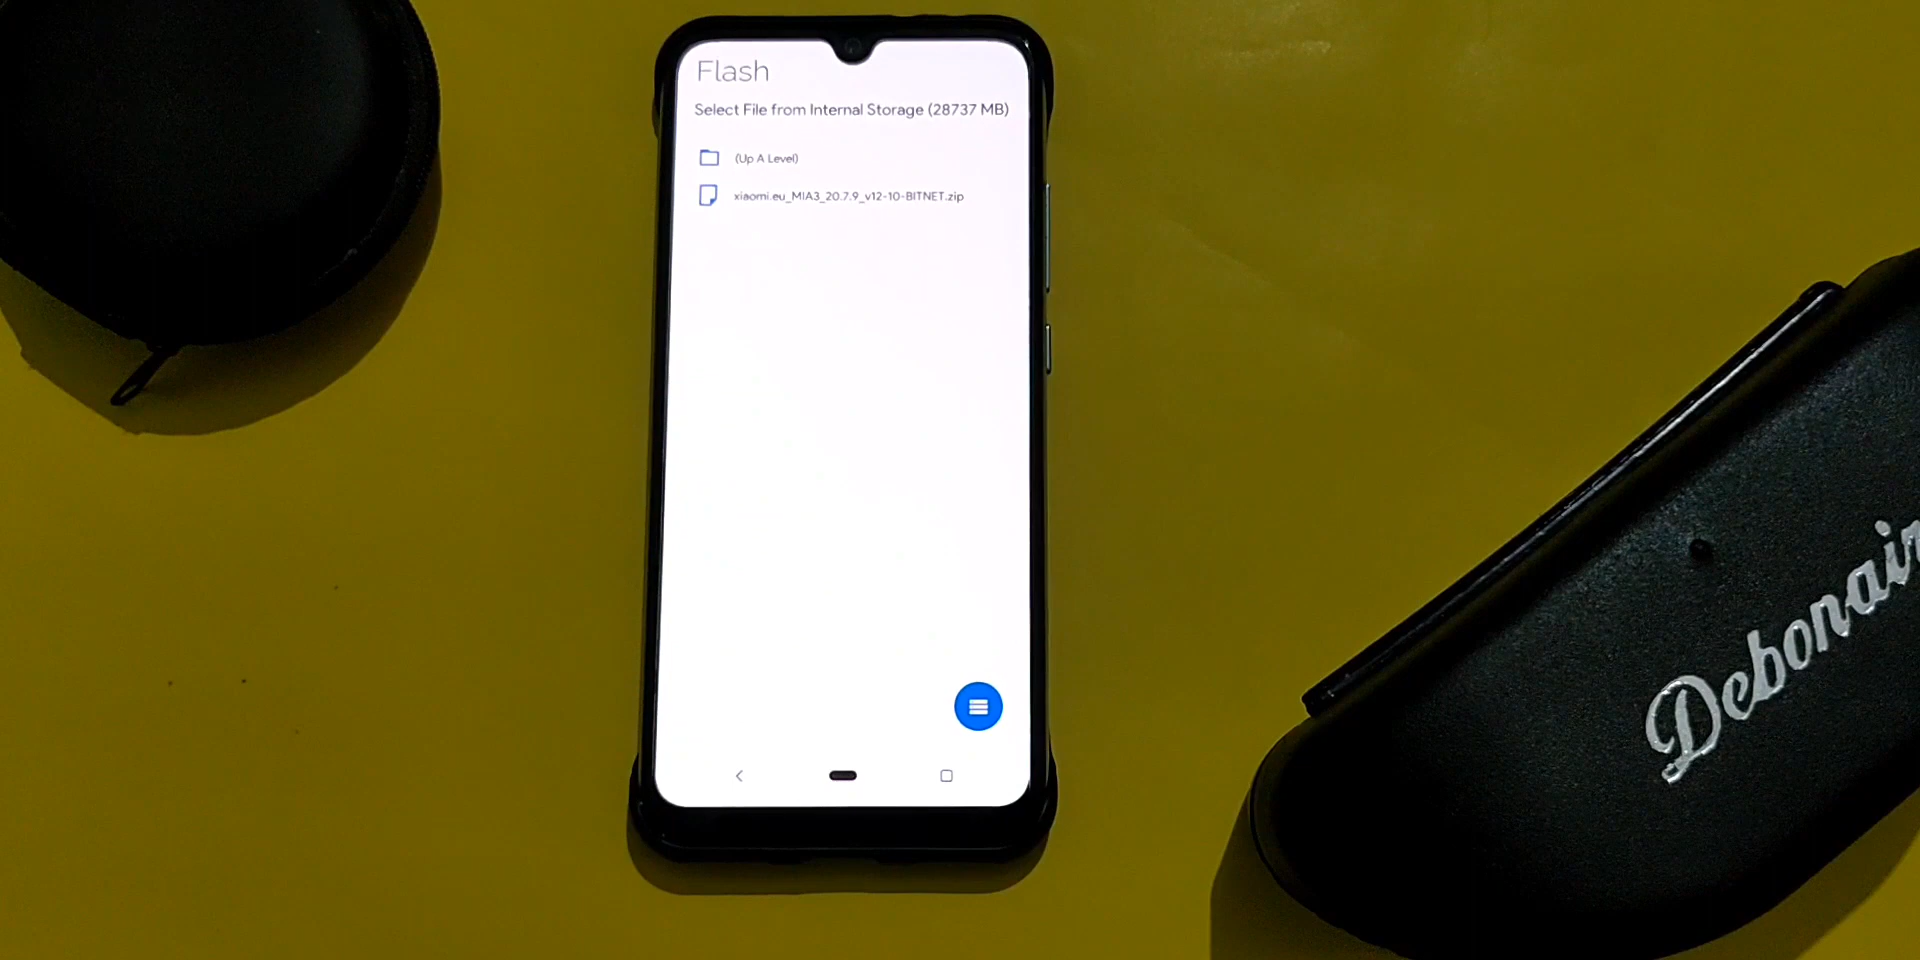 Flash
Select File from Internal Storage (28737 MB)
(Up A Level)
xiaomi.eu_MIA3_20.7.9_v12-10-BITNET.zip
Debonair